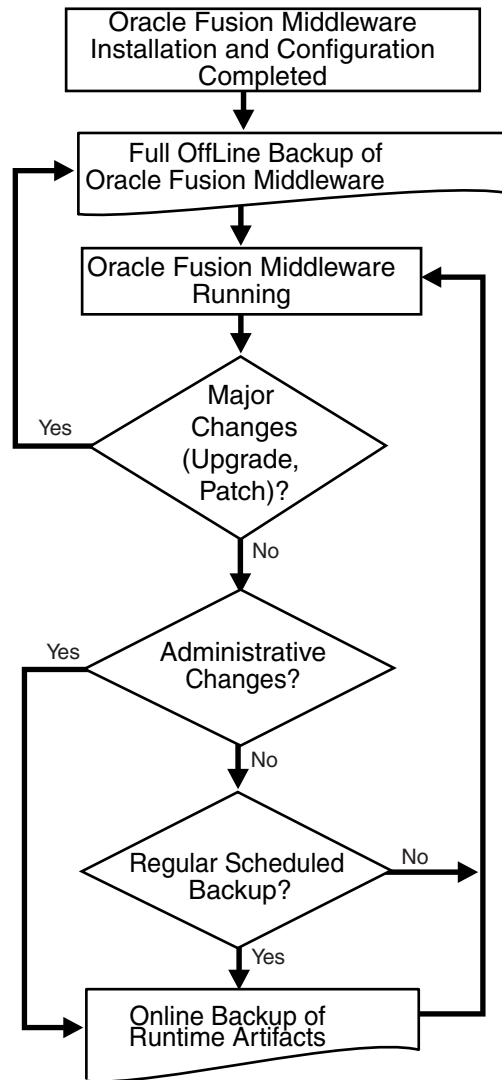 Oracle Fusion Middleware
Installation and Configuration
Completed
Full OffLine Backup of
Oracle Fusion Middleware
Oracle Fusion Middleware
Running
Major
Changes
(Upgrade,
Patch)?
Yes
No
Administrative
Changes?
Yes
No
Regular Scheduled
Backup?
No
Yes
Online Backup of
Runtime Artifacts